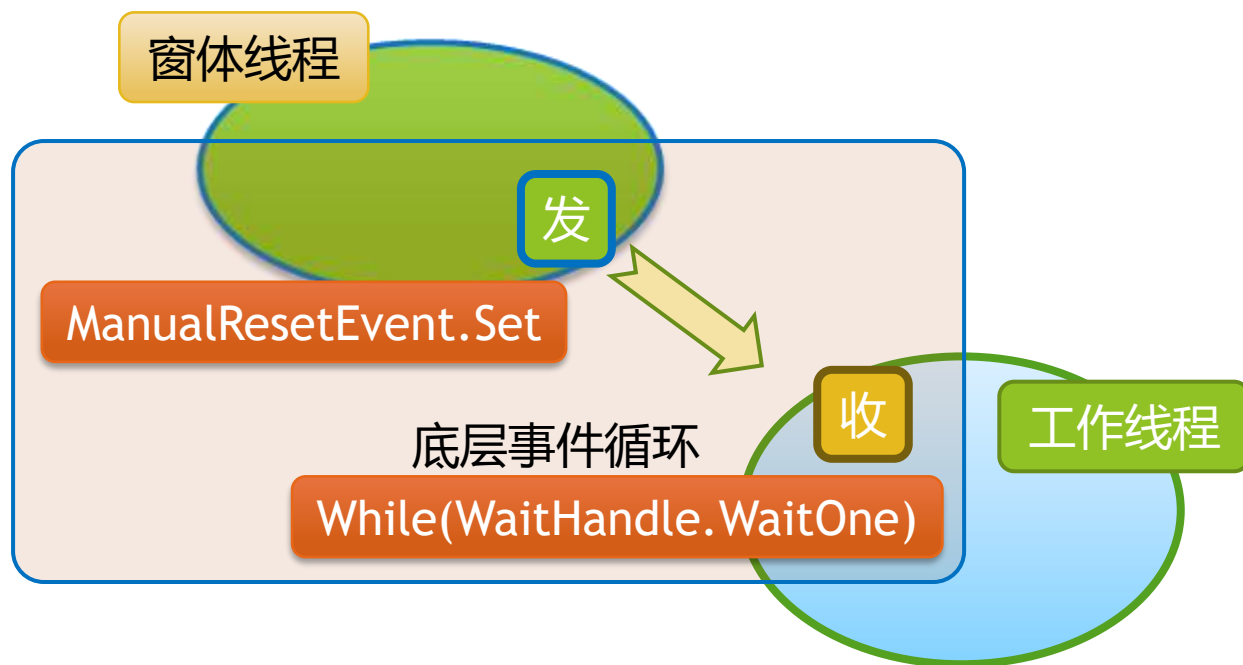 窗体线程
发
ManualResetEvent.Set
收
工作线程
底层事件循环
While(WaitHandle.WaitOne)